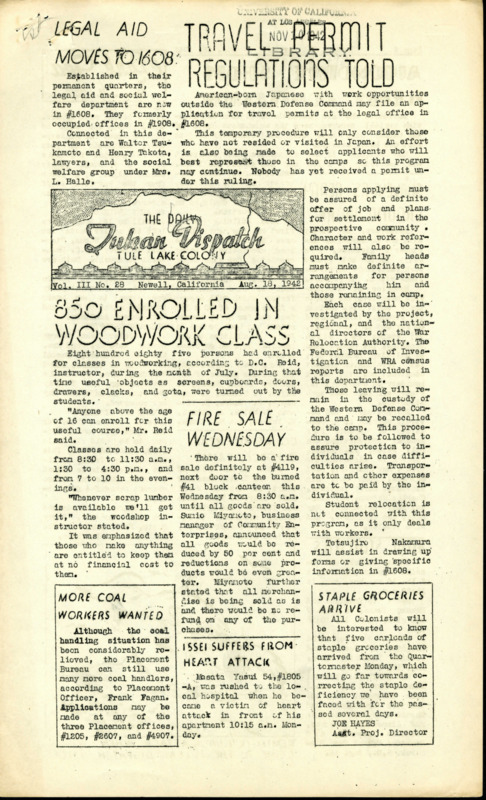 UNIVERSITY OF CALIFORNIA
AT LOS ANGELES
NOV 1942
LIBRARY
LEGAL AID
MOVES TO 1608
Established in their
permanent quarters, the
legal aid and social wel-
fare department are now
in #1608. They formerly
occupied offices in #1908.
Connected in this de-
partment are Walter Tsu-
kamoto and Henry Taketa,
lawyers, and the social
welfare group under Mrs.
L. Halle.
TRAVEL PERMIT
REGULATIONS TOLD
American-born Japanese with work opportunities
outside the Western Defense Command may file an ap-
plication for travel permits at the legal office in
#1608.
This temporary procedure will only consider those
who have not resided or visited in Japan. An effort
is also being made to select applicants who will
best represent those in the camps so this program
may continue. Nobody has yet received a permit un-
der this ruling.
Persons applying must
be assured of a definite
offer of job and plans
for settlement in the
prospective community.
Character and work refer-
ences will also be re-
quired. Family heads
must make definite ar-
rangements for persons
accompanying him and
those remaining in camp.
Each case will be in-
vestigated by the project,
regional, and the nation-
al directors of the War
Relocation Authority. The
Federal Bureau of Inves-
tigation and WRA census
reports are included in
this department.
Those leaving will re-
main in the custody of
the Western Defense Com-
mand and may be recalled
to the camp. This proce-
dure is to be followed to
assure protection to in-
dividuals in case diffi-
culties arise. Transpor-
tation and other expenses
are to be paid by the in-
dividual.
Student relocation is
not connected with this
program, as it only deals
with workers.
Tetsujiro Nakamura
will assist in drawing up
forms or giving specific
information in #1608.
THE DAILY
Tulean Dispatch
TULE LAKE COLONY
Vol. III No. 28 Newell, California Aug. 18, 1942
850 ENROLLED IN
WOODWORK CLASS
Eight hundred eighty five persons had enrolled
for classes in woodworking, according to D.C. Reid,
instructor, during the month of July. During that
time useful objects as screens, cupboards, doors,
drawers, clacks, and gota, were turned out by the
students.
"Anyone above the age
of 16 can enroll for this
useful course," Mr. Reid
said.
Classes are held daily
from 8:30 to 11:30 a.m.,
1:30 to 4:30 p.m., and
from 7 to 10 in the even-
ings.
"Whenever scrap lumber
is available we'll get
it," the woodshop in-
structor stated.
It was emphasized that
those who make anything
are entitled to keep them
at no financial cost to
them.
FIRE SALE
WEDNESDAY
There will be a fire
sale definitely at #4119,
next door to the burned
#41 block canteen this
Wednesday from 8:30 a.m.
until all goods are sold.
Sumio Miyamoto, business
manager of Community En-
terprises, announced that
all goods would be re-
duced by 50 per cent and
reductions on some pro-
ducts would be even grea-
ter. Miyamoto further
stated that all merchan-
dise is being sold as is
and there would be no re-
fund on any of the pur-
chases.
ISSEI SUFFERS FROM
HEART ATTACK
Masata Yasui 54, #1805
-A, was rushed to the lo-
cal hospital when he be-
came a victim of heart
attack in front of his
apartment 10:15 a.m. Mon-
day.
MORE COAL
WORKERS WANTED
Although the coal
handling situation has
been considerably re-
lieved, the Placement
Bureau can still use
many more coal handlers,
according to Placement
Officer, Frank Fagan.
Applications may be
made at any of the
three Placement offices,
#1205, #2607, and #4907.
STAPLE GROCERIES
ARRIVE
All Colonists will
be interested to know
that five carloads of
staple groceries have
arrived from the Quar-
termaster Monday, which
will go far towards co-
rrecting the staple de-
ficiency we have been
faced with for the pas-
sed several days.
JOE HAYES
Asst. Proj. Director